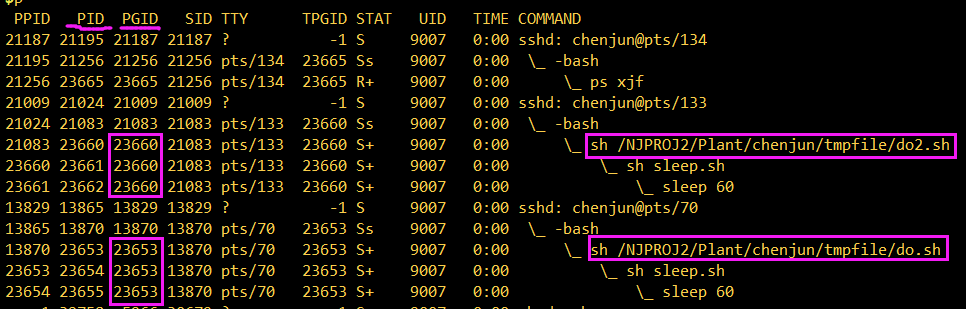 $p
PPID PID PGID SID TTY TPGID STAT UID TIME COMMAND
21187 21195 21187 21187 ? -1 S 9007 0:00 sshd: chenjun@pts/134
21195 21256 21256 21256 pts/134 23665 Ss 9007 0:00 \_ -bash
21256 23665 23665 21256 pts/134 23665 R+ 9007 0:00 \_ ps xjf
21009 21024 21009 21009 ? -1 S 9007 0:00 sshd: chenjun@pts/133
21024 21083 21083 21083 pts/133 23660 Ss 9007 0:00 \_ -bash
21083 23660 23660 21083 pts/133 23660 S+ 9007 0:00 \_ sh /NJPROJ2/Plant/chenjun/tmpfile/do2.sh
23660 23661 23660 21083 pts/133 23660 S+ 9007 0:00 \_ sh sleep.sh
23661 23662 23660 21083 pts/133 23660 S+ 9007 0:00 \_ sleep 60
13829 13865 13829 13829 ? -1 S 9007 0:00 sshd: chenjun@pts/70
13865 13870 13870 13870 pts/70 23653 Ss 9007 0:00 \_ -bash
13870 23653 23653 13870 pts/70 23653 S+ 9007 0:00 \_ sh /NJPROJ2/Plant/chenjun/tmpfile/do.sh
23653 23654 23653 13870 pts/70 23653 S+ 9007 0:00 \_ sh sleep.sh
23654 23655 23653 13870 pts/70 23653 S+ 9007 0:00 \_ sleep 60